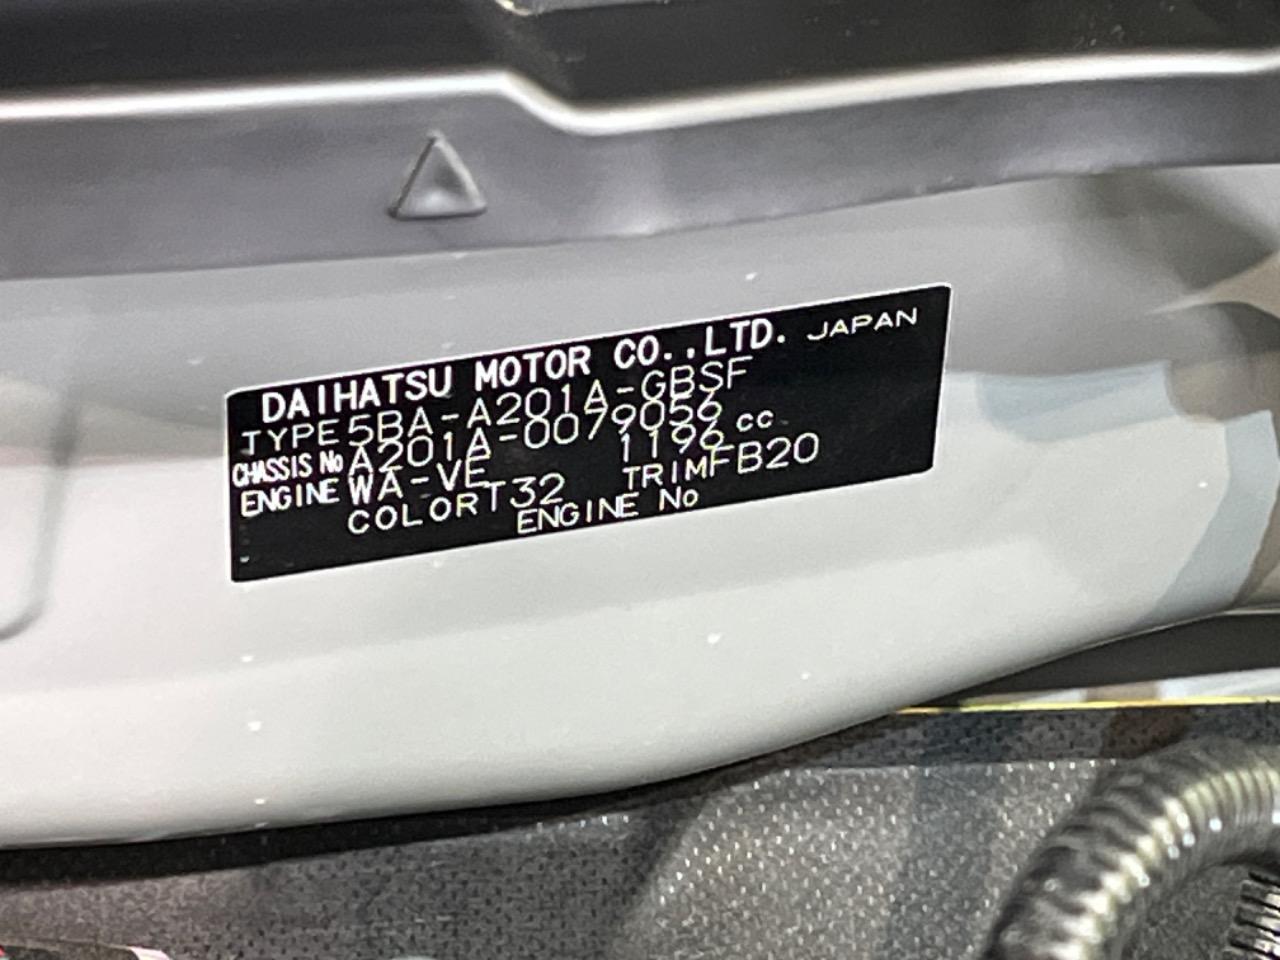 DAIHATSU MOTOR CO.,LTD. JAPAN
TYPE 5BA-A201A-GBSF
CHASSIS No A201A-0079056
ENGINE WA-VE 1196 cc
COLOR T32 TRIM FB20
ENGINE No